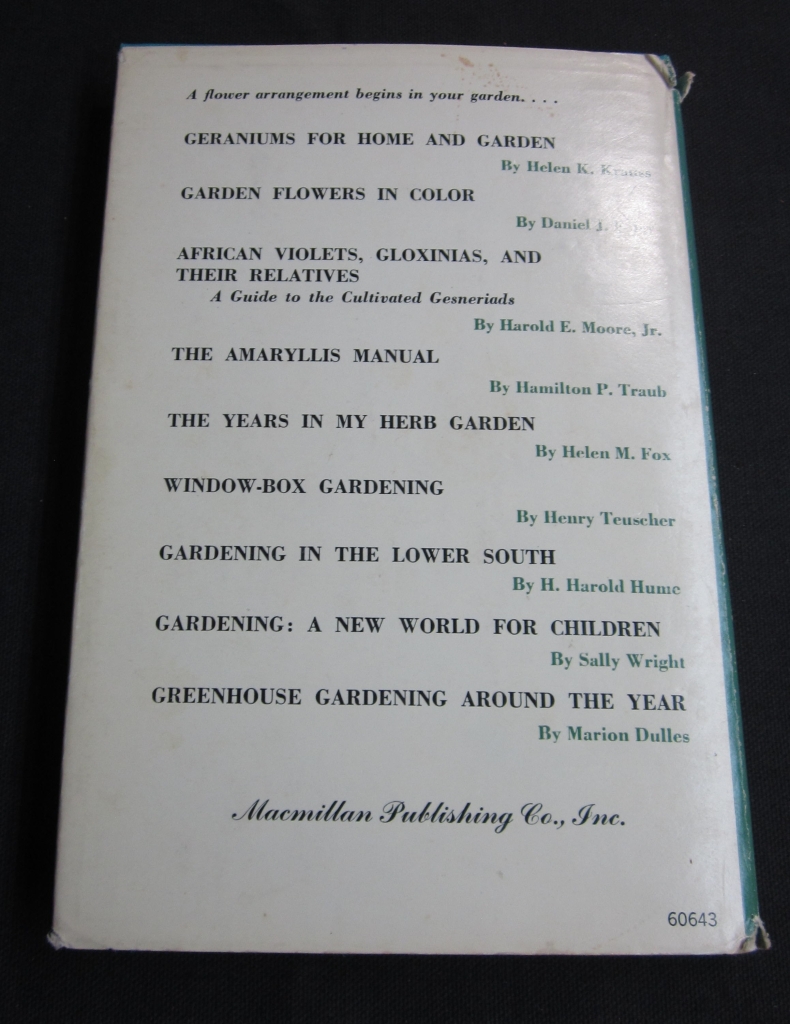 A flower arrangement begins in your garden. . . .
GERANIUMS FOR HOME AND GARDEN
By Helen K. Krauss
GARDEN FLOWERS IN COLOR
By Daniel J.
AFRICAN VIOLETS, GLOXINIAS, AND
THEIR RELATIVES
A Guide to the Cultivated Gesneriads
By Harold E. Moore, Jr.
THE AMARYLLIS MANUAL
By Hamilton P. Traub
THE YEARS IN MY HERB GARDEN
By Helen M. Fox
WINDOW-BOX GARDENING
By Henry Teuscher
GARDENING IN THE LOWER SOUTH
By H. Harold Hume
GARDENING: A NEW WORLD FOR CHILDREN
By Sally Wright
GREENHOUSE GARDENING AROUND THE YEAR
By Marion Dulles
Macmillan Publishing Co., Inc.
60643